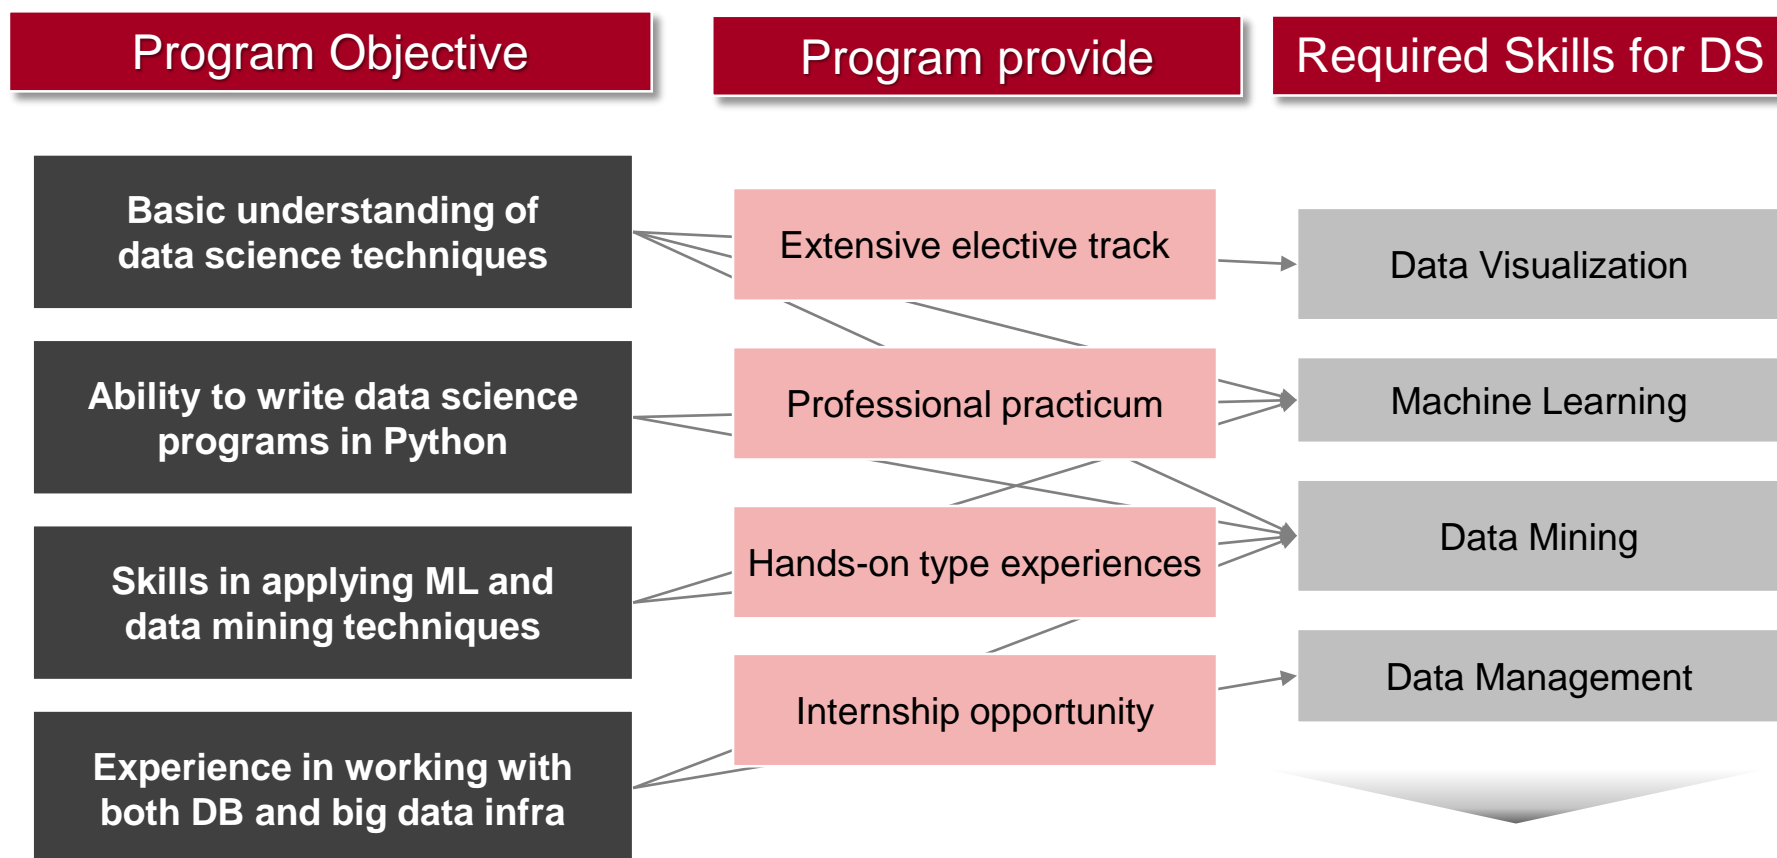 Program Objective
Program provide
Required Skills for DS
Basic understanding of
data science techniques
Ability to write data science
programs in Python
Skills in applying ML and
data mining techniques
Experience in working with
both DB and big data infra
Extensive elective track
Professional practicum
Hands-on type experiences
Internship opportunity
Data Visualization
Machine Learning
Data Mining
Data Management